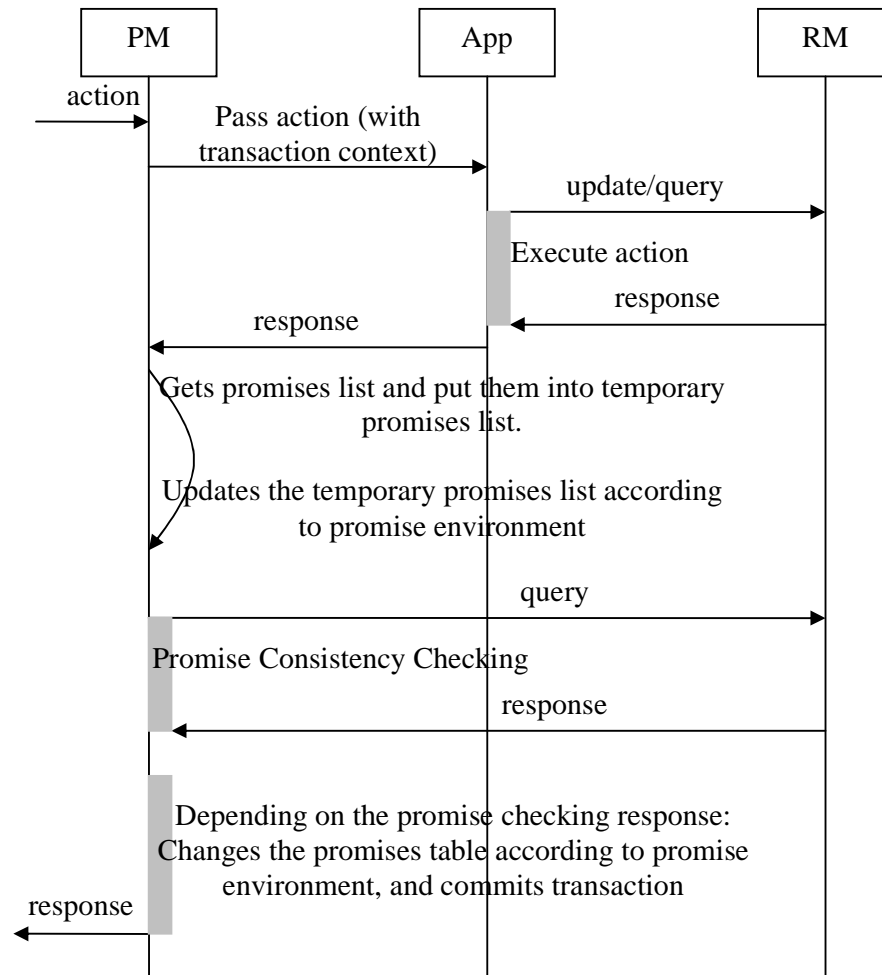 PM
App
RM
action
Pass action (with
transaction context)
update/query
Execute action
response
response
Gets promises list and put them into temporary
promises list.
Updates the temporary promises list according
to promise environment
query
Promise Consistency Checking
response
Depending on the promise checking response:
Changes the promises table according to promise
environment, and commits transaction
response